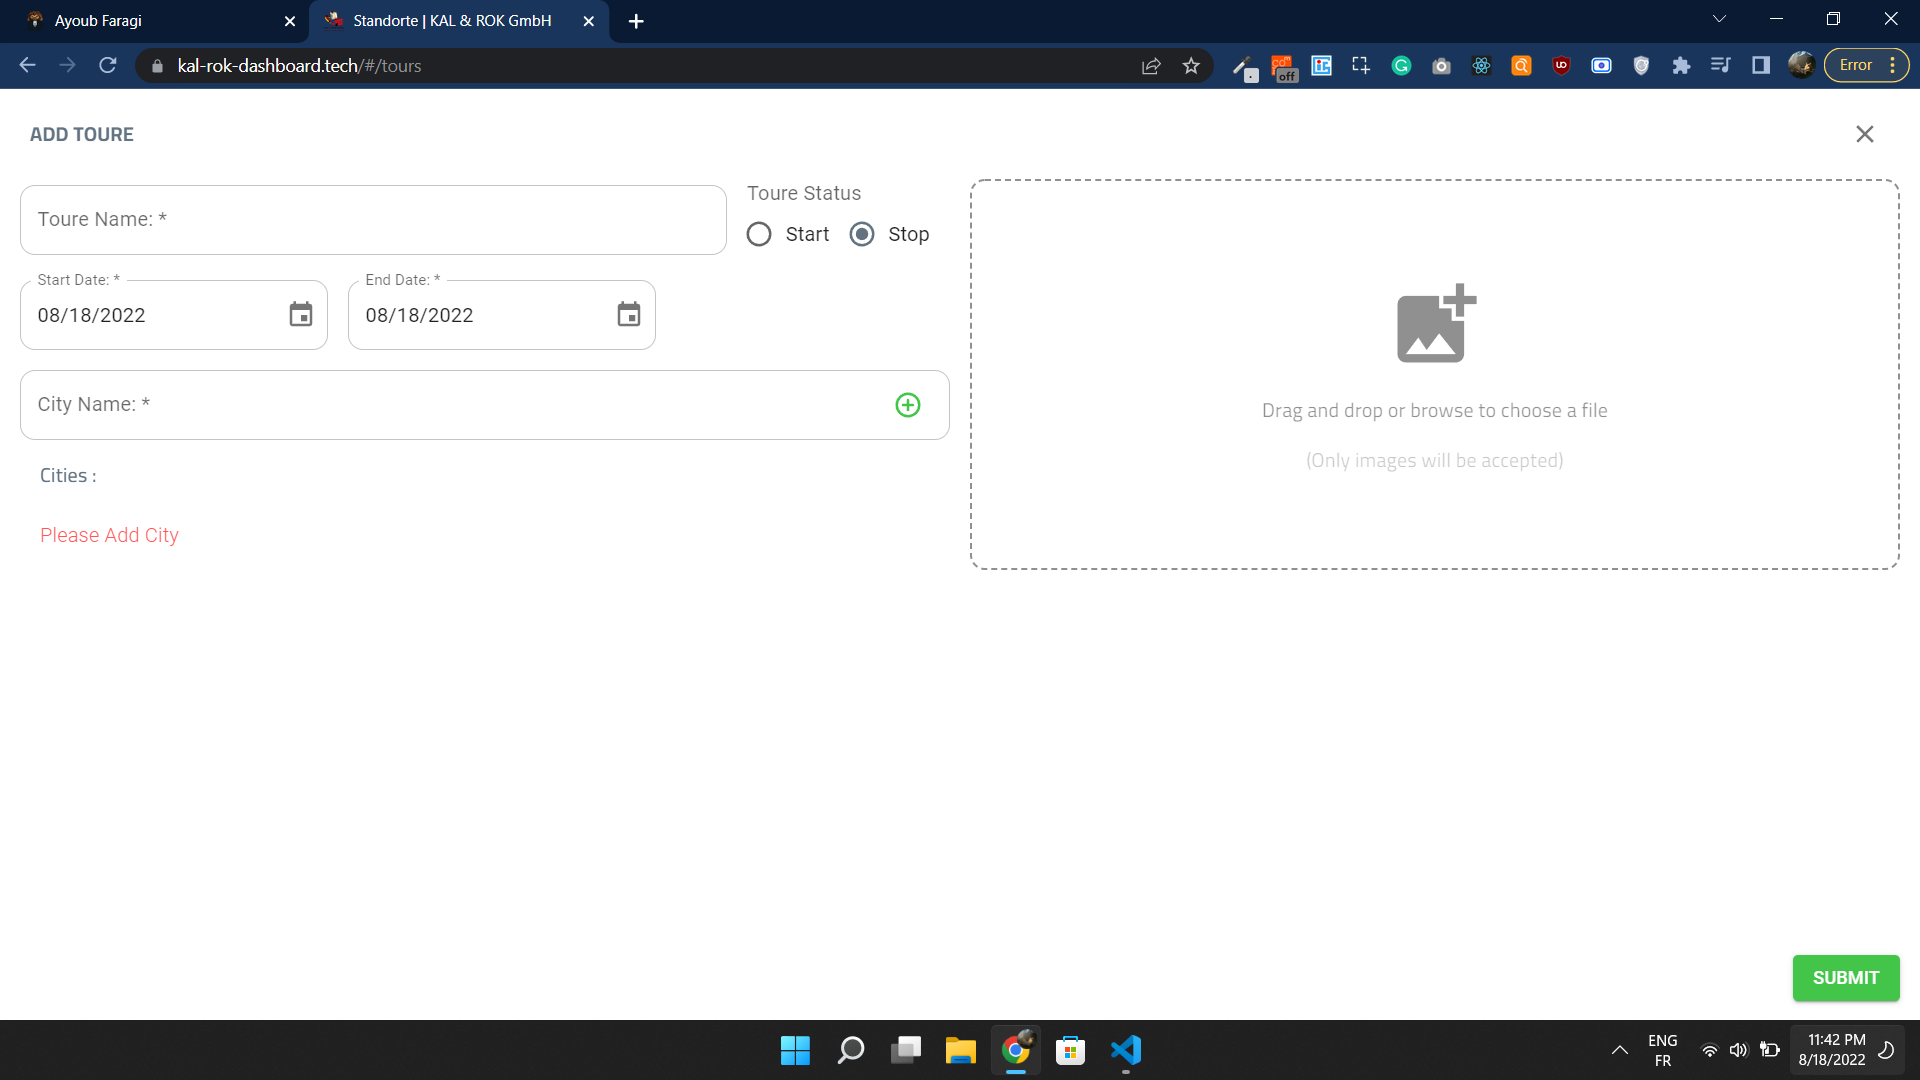 Ayoub Faragi
Standorte | KAL & ROK GmbH
kal-rok-dashboard.tech/#/tours
off
Error
ADD TOURE
Toure Name: *
Toure Status
Start
Stop
Start Date: *
08/18/2022
End Date: *
08/18/2022
City Name: *
Cities :
Please Add City
Drag and drop or browse to choose a file
(Only images will be accepted)
SUBMIT
ENG
FR
11:42 PM
8/18/2022